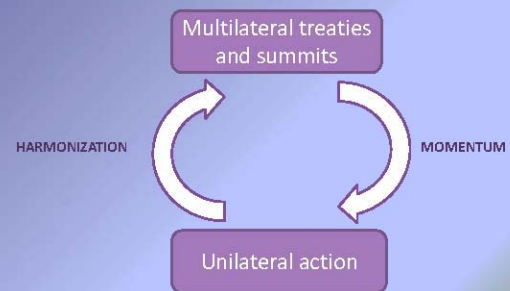 Multilateral treaties
and summits
HARMONIZATION
MOMENTUM
Unilateral action